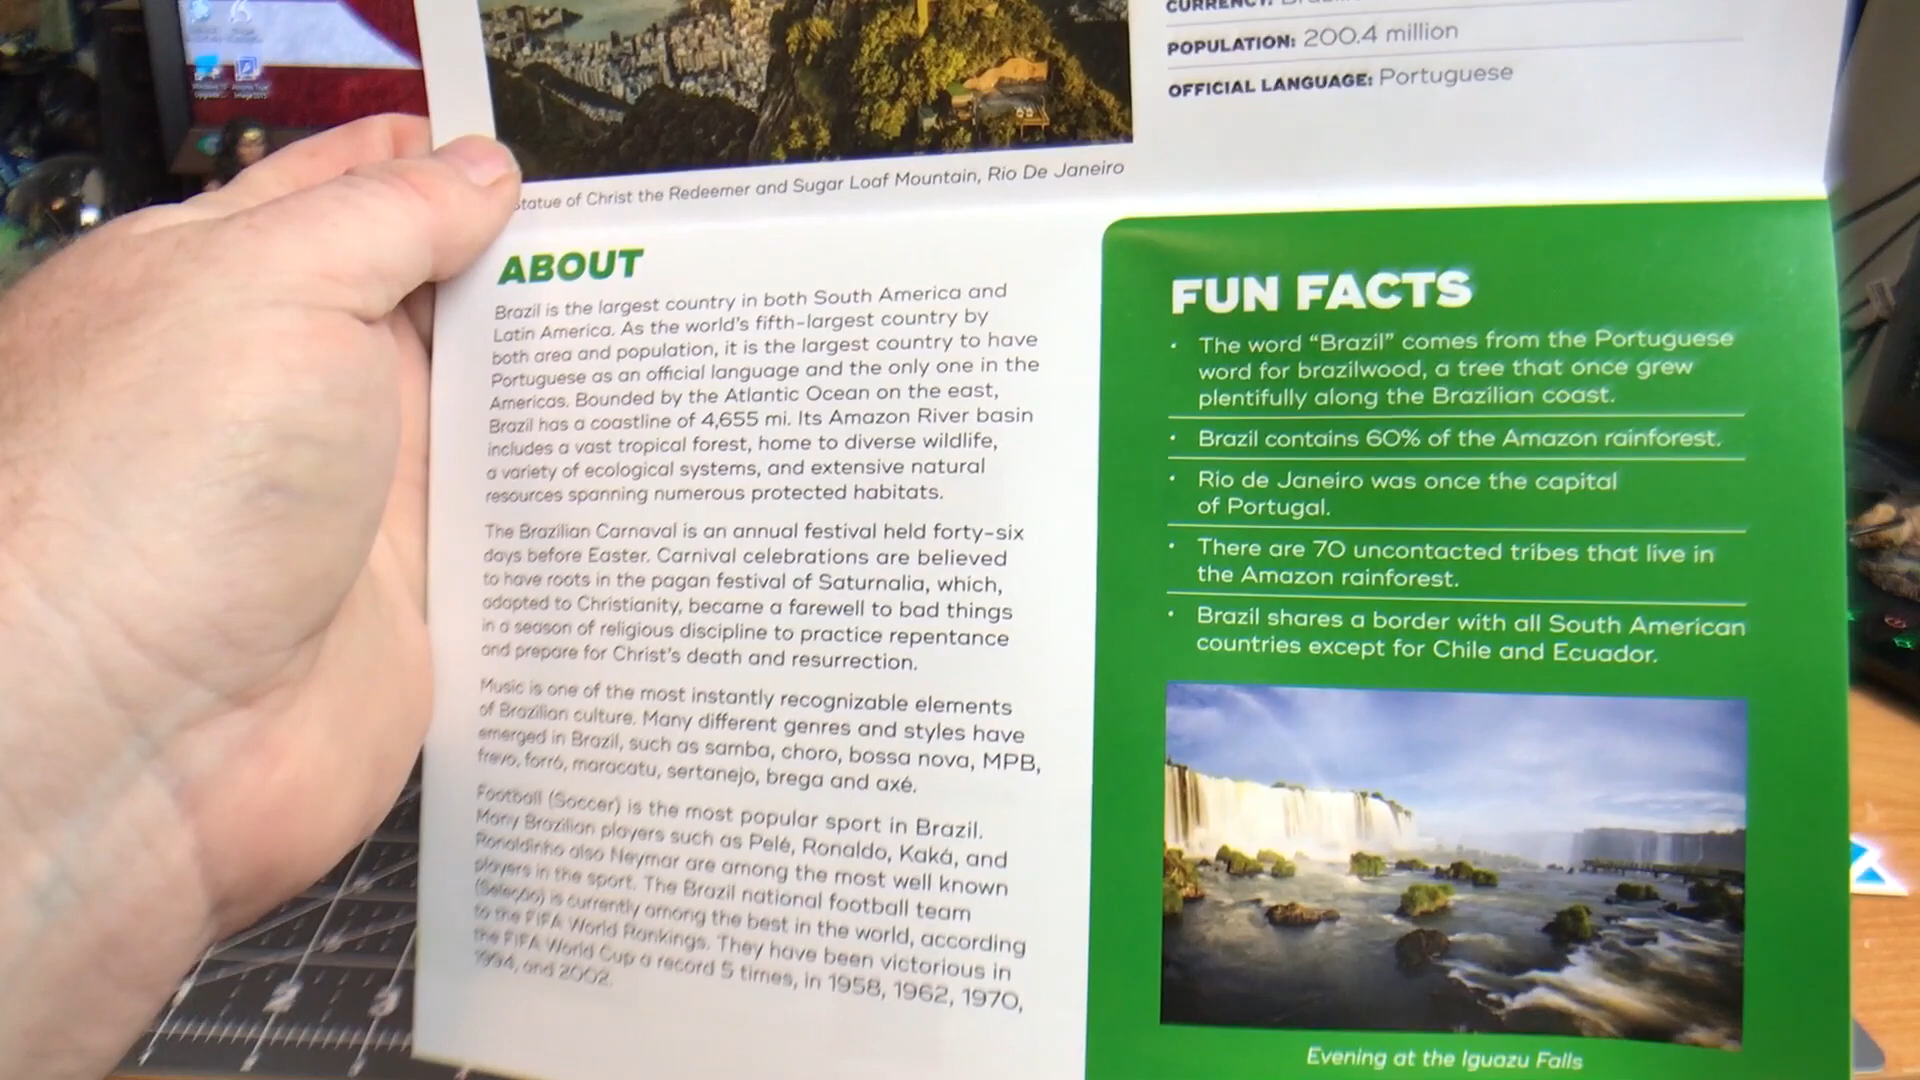 CURRENCY:
POPULATION: 200.4 million
OFFICIAL LANGUAGE: Portuguese
Statue of Christ the Redeemer and Sugar Loaf Mountain, Rio De Janeiro
ABOUT
Brazil is the largest country in both South America and
Latin America. As the world's fifth-largest country by
both area and population, it is the largest country to have
Portuguese as an official language and the only one in the
Americas. Bounded by the Atlantic Ocean on the east,
Brazil has a coastline of 4,655 mi. Its Amazon River basin
includes a vast tropical forest, home to diverse wildlife,
a variety of ecological systems, and extensive natural
resources spanning numerous protected habitats.
The Brazilian Carnaval is an annual festival held forty-six
days before Easter. Carnival celebrations are believed
to have roots in the pagan festival of Saturnalia, which,
adapted to Christianity, became a farewell to bad things
in a season of religious discipline to practice repentance
and prepare for Christ's death and resurrection.
Music is one of the most instantly recognizable elements
of Brazilian culture. Many different genres and styles have
emerged in Brazil, such as samba, choro, bossa nova, MPB,
frevo, forró, maracatu, sertanejo, brega and axé.
Football (Soccer) is the most popular sport in Brazil.
Many Brazilian players such as Pelé, Ronaldo, Kaká, and
Ronaldinho also Neymar are among the most well known
players in the sport. The Brazil national football team
(Seleção) is currently among the best in the world, according
to the FIFA World Rankings. They have been victorious in
the FIFA World Cup a record 5 times, in 1958, 1962, 1970,
1994, and 2002.
FUN FACTS
• The word "Brazil" comes from the Portuguese
word for brazilwood, a tree that once grew
plentifully along the Brazilian coast.
• Brazil contains 60% of the Amazon rainforest.
• Rio de Janeiro was once the capital
of Portugal.
• There are 70 uncontacted tribes that live in
the Amazon rainforest.
• Brazil shares a border with all South American
countries except for Chile and Ecuador.
Evening at the Iguazu Falls